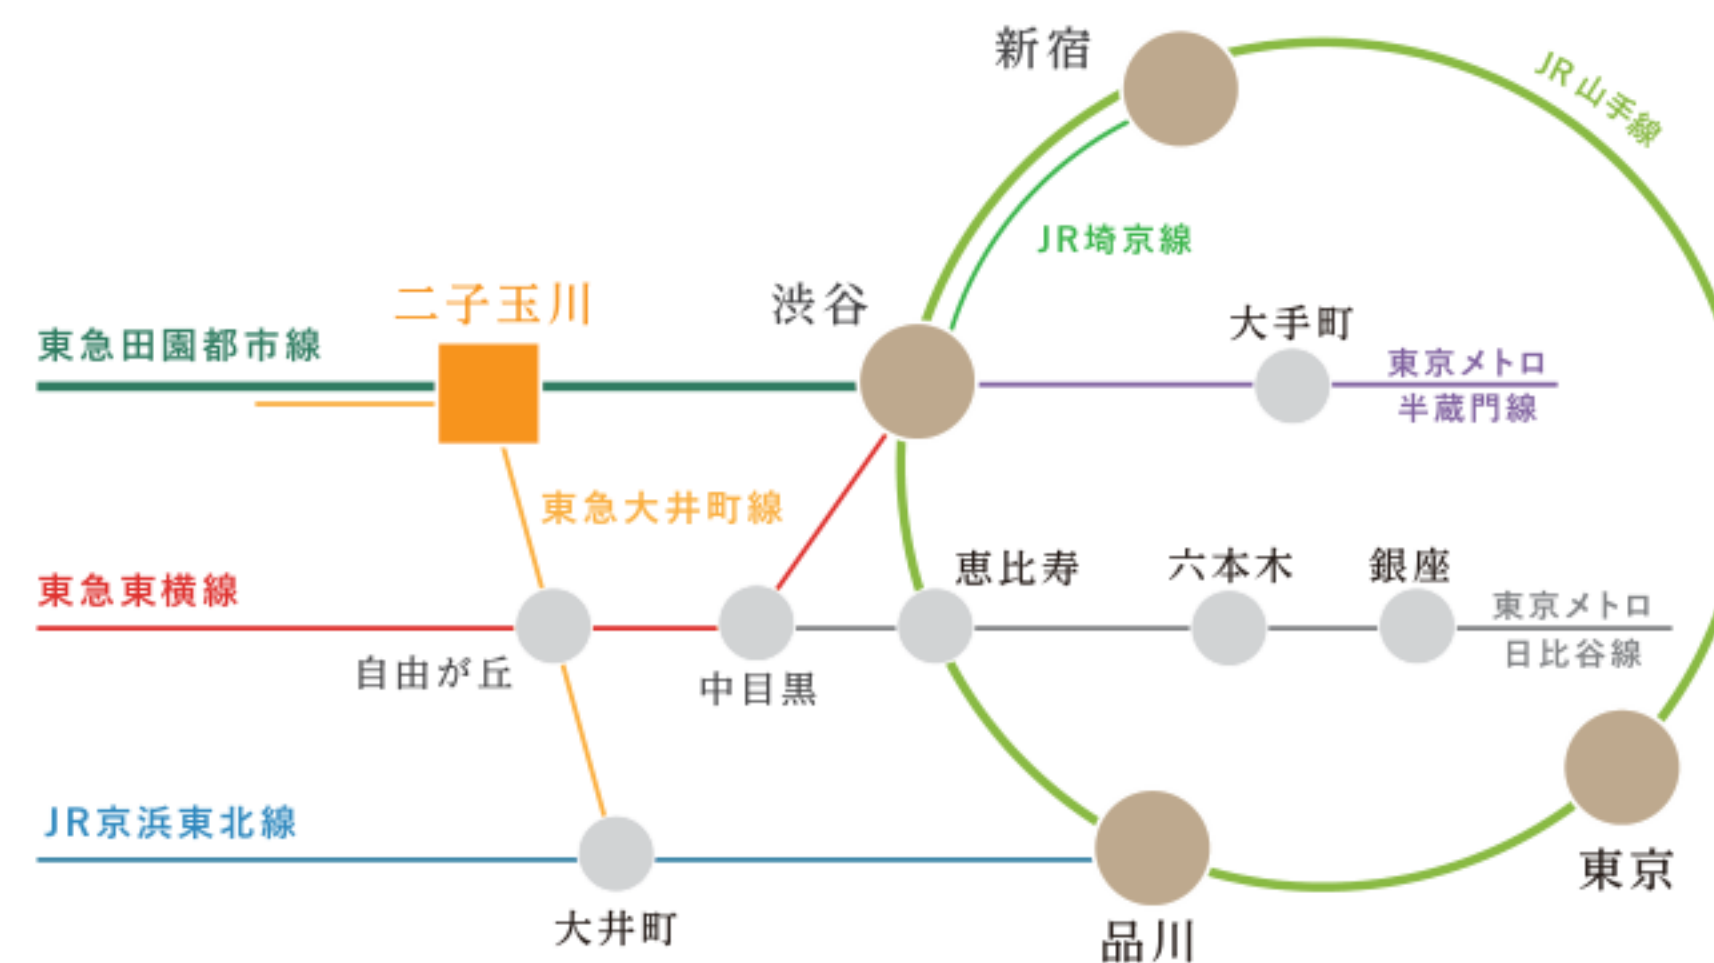 新宿
JR山手線
JR埼京線
二子玉川
渋谷
大手町
東急田園都市線
東京メトロ
半蔵門線
東急大井町線
恵比寿
六本木
銀座
東急東横線
東京メトロ
日比谷線
自由が丘
中目黒
JR京浜東北線
東京
大井町
品川